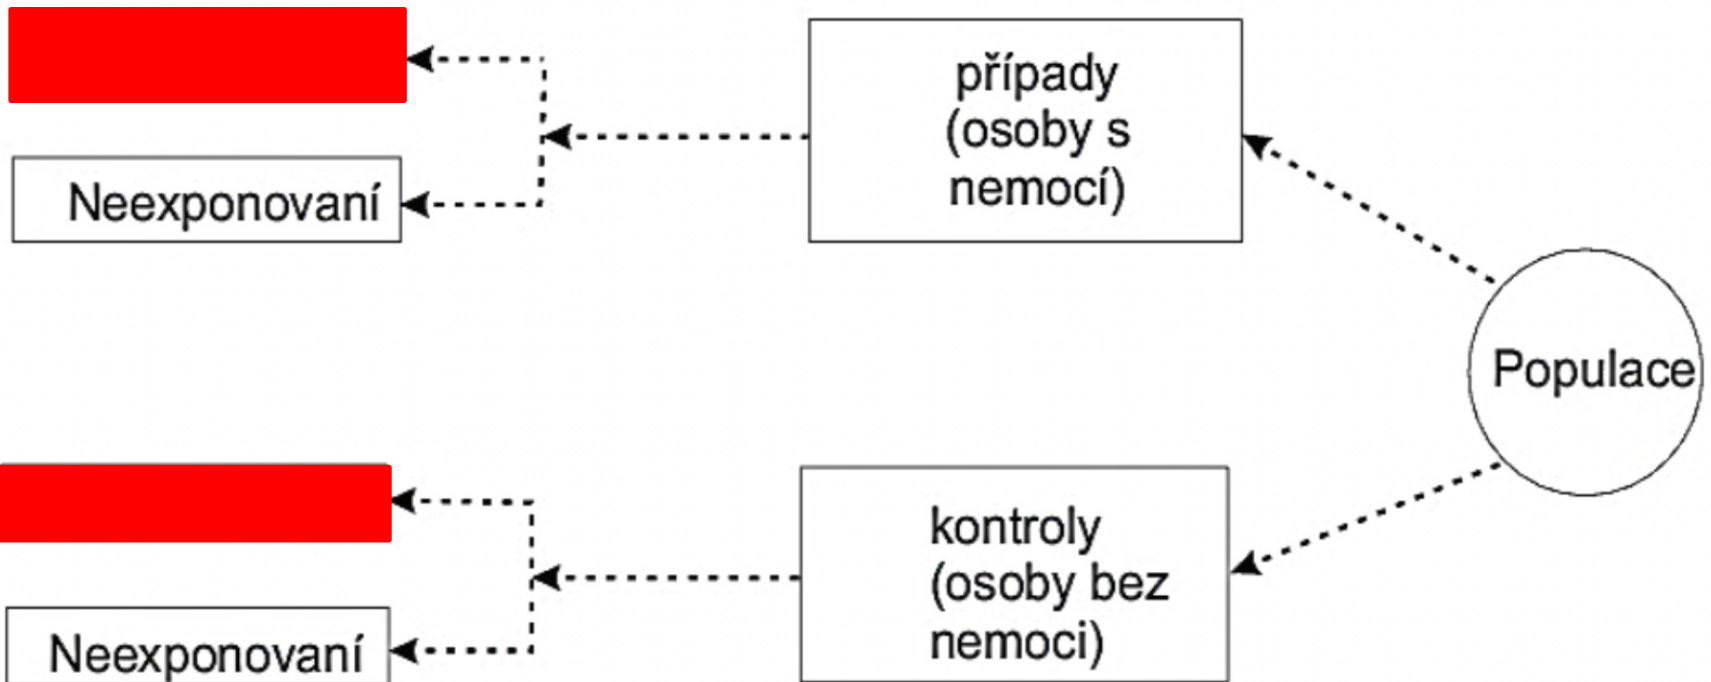 případy
(osoby s
nemocí)
Neexponovaní
Populace
kontroly
(osoby bez
nemoci)
Neexponovaní